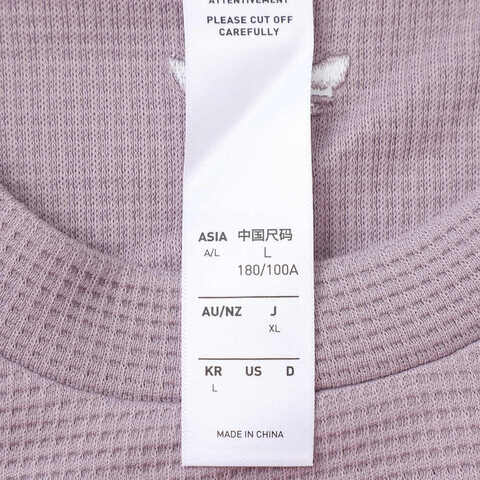 ATTENTIVEMENT
PLEASE CUT OFF
CAREFULLY
ASIA 中国尺码
A/L L
180/100A
AU/NZ J
XL
KR US D
L
MADE IN CHINA